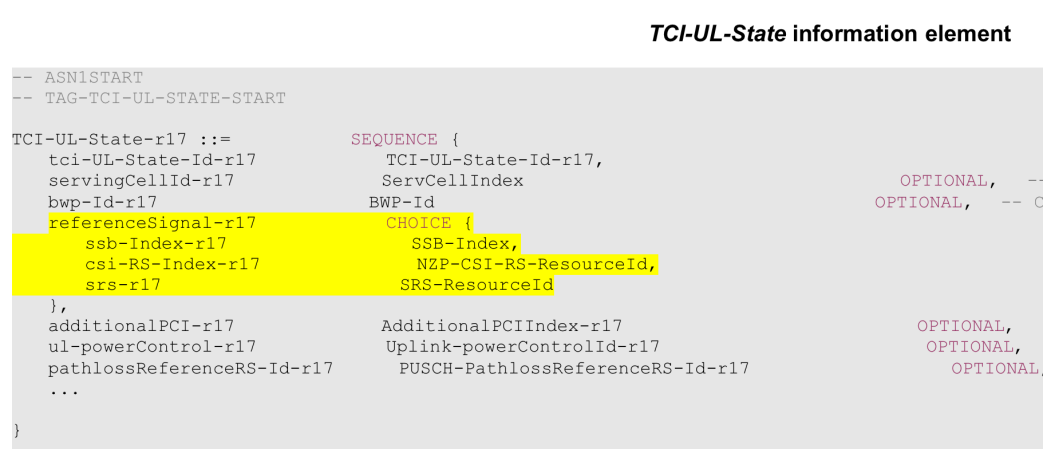 TCI-UL-State information element
-- ASN1START
-- TAG-TCI-UL-STATE-START
TCI-UL-State-r17 ::= SEQUENCE {
tci-UL-State-Id-r17 TCI-UL-State-Id-r17,
servingCellId-r17 ServCellIndex OPTIONAL, --
bwp-Id-r17 BWP-Id OPTIONAL, -- C
referenceSignal-r17 CHOICE {
ssb-Index-r17 SSB-Index,
csi-RS-Index-r17 NZP-CSI-RS-ResourceId,
srs-r17 SRS-ResourceId
},
additionalPCI-r17 AdditionalPCIIndex-r17 OPTIONAL,
ul-powerControl-r17 Uplink-powerControlId-r17 OPTIONAL,
pathlossReferenceRS-Id-r17 PUSCH-PathlossReferenceRS-Id-r17 OPTIONAL,
...
}